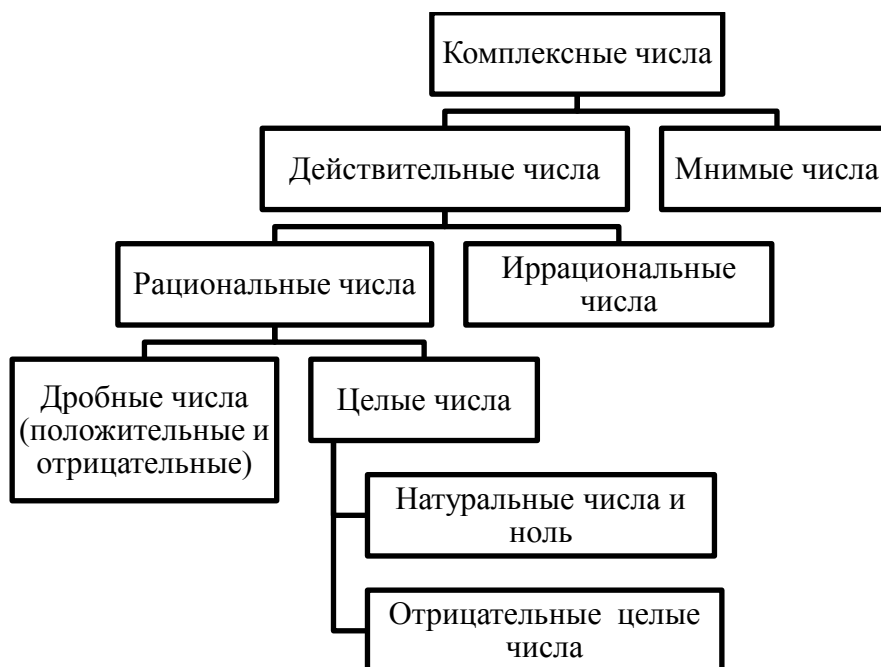 Комплексные числа
Действительные числа
Мнимые числа
Рациональные числа
Иррациональные
числа
Дробные числа
(положительные и
отрицательные)
Целые числа
Натуральные числа и
ноль
Отрицательные целые
числа